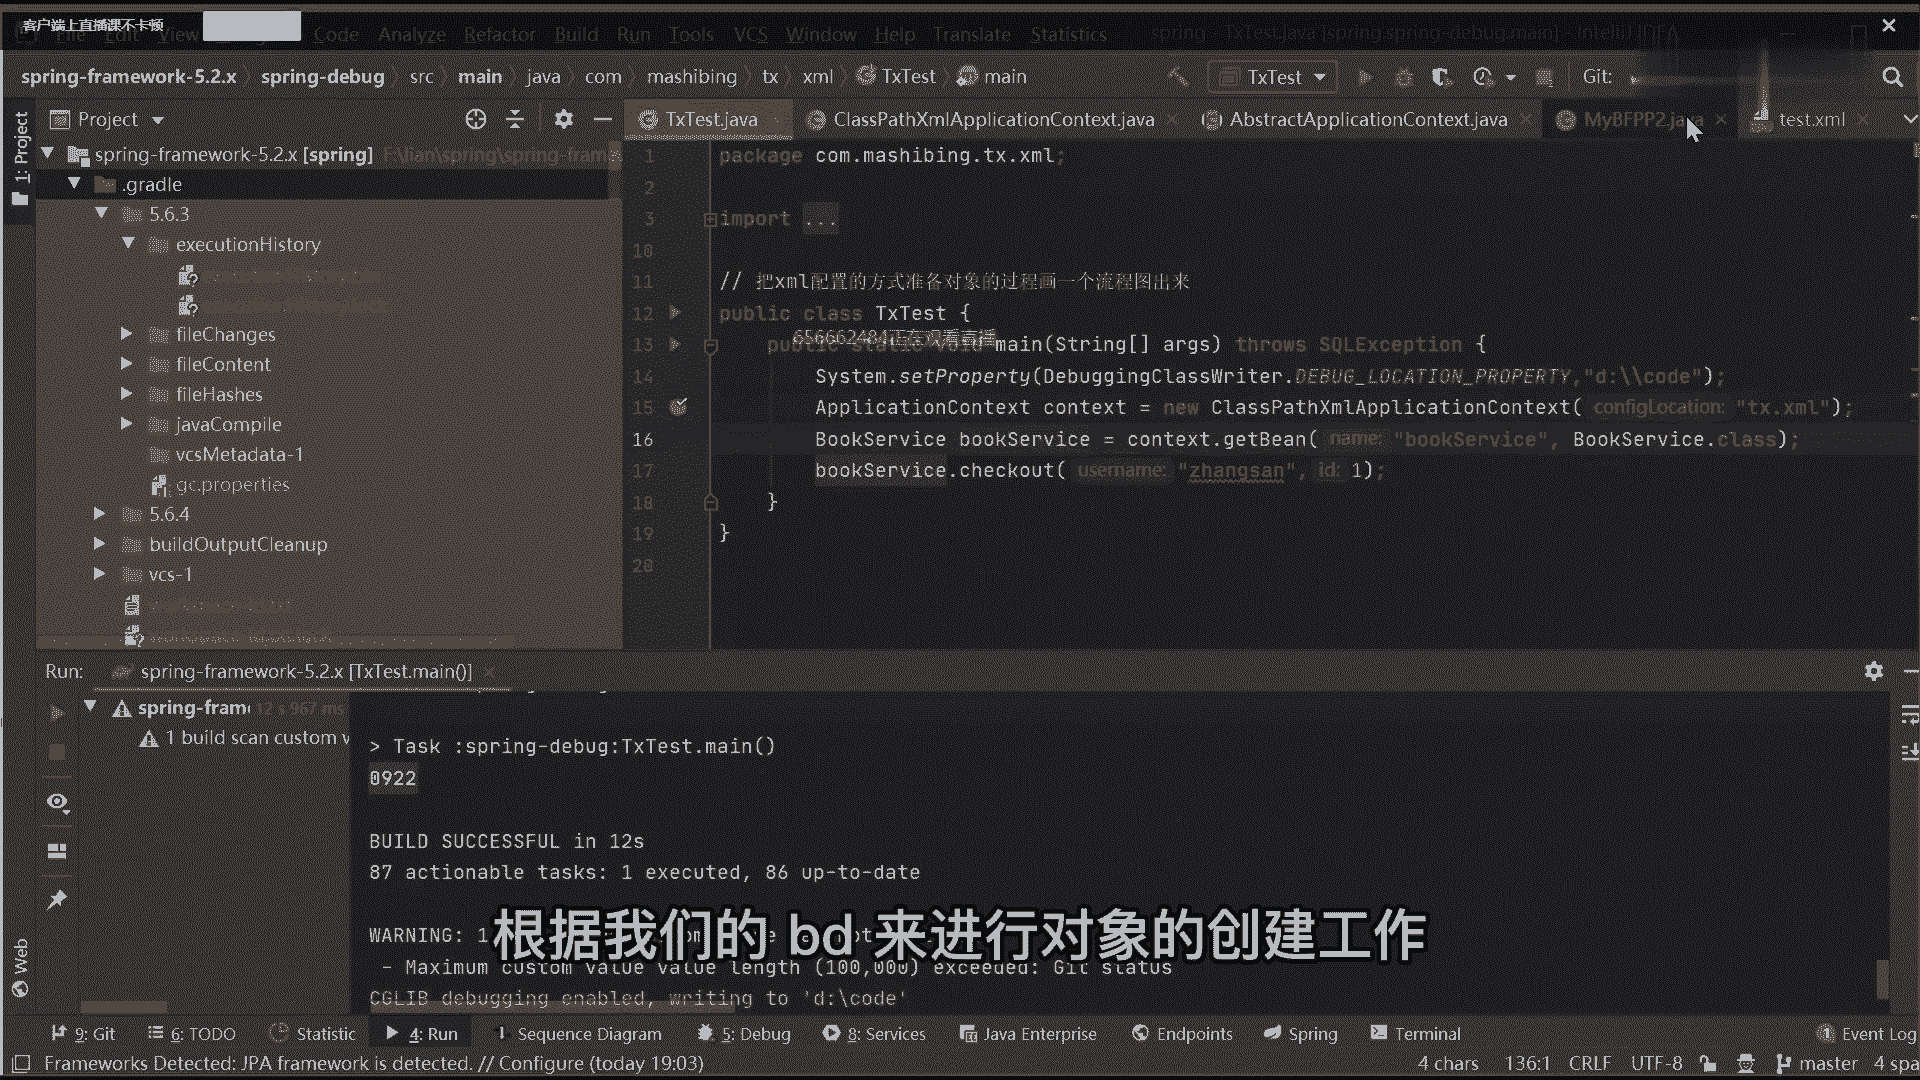 客户端上直播课不卡顿
File Edit View Code Analyze Refactor Build Run Tools VCS Window Help Translate Statistics spring - TxTest.java [spring.spring-debug.main] - IntelliJ IDEA
spring-framework-5.2.x spring-debug src main java com mashibing tx xml TxTest main TxTest Git:
1: Project
Project
TxTest.java ClassPathXmlApplicationContext.java AbstractApplicationContext.java MyBFPP2.java test.xml
spring-framework-5.2.x [spring] F:\lian\spring\spring-fram
.gradle
5.6.3
executionHistory
fileChanges
fileContent
fileHashes
javaCompile
vcsMetadata-1
gc.properties
5.6.4
buildOutputCleanup
vcs-1
1 package com.mashibing.tx.xml;
2
3 import ...
10
11 // 把xml配置的方式准备对象的过程画一个流程图出来
12 public class TxTest {
656662484正在观看直播
13 public static void main(String[] args) throws SQLException {
14 System.setProperty(DebuggingClassWriter.DEBUG_LOCATION_PROPERTY,"d:\\code");
15 ApplicationContext context = new ClassPathXmlApplicationContext( configLocation: "tx.xml");
16 BookService bookService = context.getBean( name: "bookService", BookService.class);
17 bookService.checkout( username: "zhangsan", id: 1);
18 }
19 }
20
Run: spring-framework-5.2.x [TxTest.main()]
spring-fram 12 s 967 ms
1 build scan custom v
> Task :spring-debug:TxTest.main()
0922
BUILD SUCCESSFUL in 12s
87 actionable tasks: 1 executed, 86 up-to-date
WARNING: 1
- Maximum custom value value length (100,000) exceeded: Git status
CGLIB debugging enabled, writing to 'd:\code'
根据我们的 bd 来进行对象的创建工作
Web
9: Git 6: TODO Statistic 4: Run Sequence Diagram 5: Debug 8: Services Java Enterprise Endpoints Spring Terminal 1 Event Log
Frameworks Detected: JPA framework is detected. // Configure (today 19:03) 4 chars 136:1 CRLF UTF-8 master 4 spa